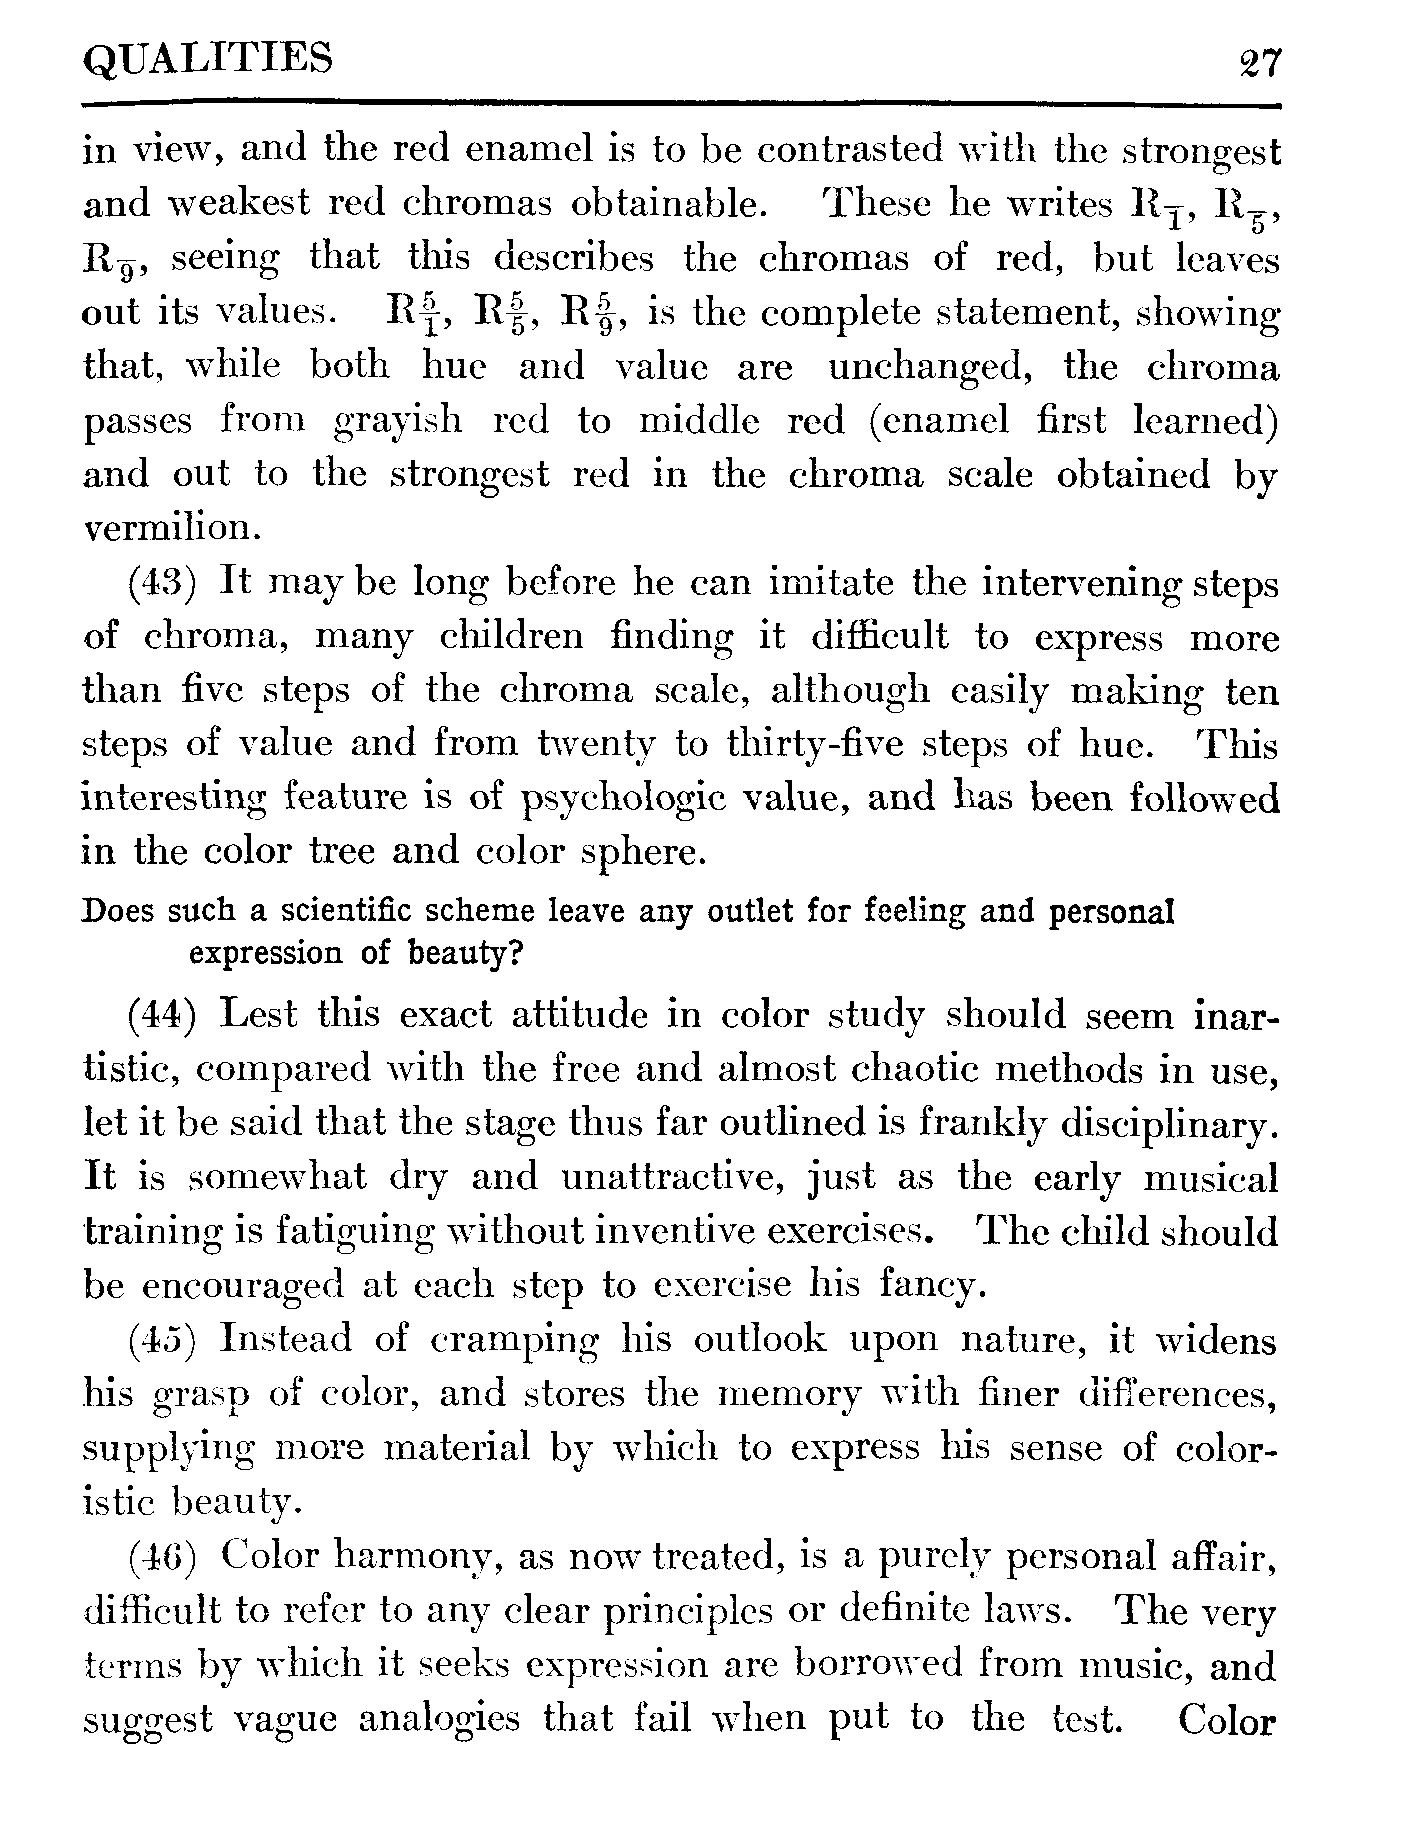 QUALITIES 27
in view, and the red enamel is to be contrasted with the strongest
and weakest red chromas obtainable. These he writes R‾/1, R‾/5,
R‾/9, seeing that this describes the chromas of red, but leaves
out its values. R5/1, R5/5, R5/9, is the complete statement, showing
that, while both hue and value are unchanged, the chroma
passes from grayish red to middle red (enamel first learned)
and out to the strongest red in the chroma scale obtained by
vermilion.
(43) It may be long before he can imitate the intervening steps
of chroma, many children finding it difficult to express more
than five steps of the chroma scale, although easily making ten
steps of value and from twenty to thirty-five steps of hue. This
interesting feature is of psychologic value, and has been followed
in the color tree and color sphere.
Does such a scientific scheme leave any outlet for feeling and personal
expression of beauty?
(44) Lest this exact attitude in color study should seem inar-
tistic, compared with the free and almost chaotic methods in use,
let it be said that the stage thus far outlined is frankly disciplinary.
It is somewhat dry and unattractive, just as the early musical
training is fatiguing without inventive exercises. The child should
be encouraged at each step to exercise his fancy.
(45) Instead of cramping his outlook upon nature, it widens
his grasp of color, and stores the memory with finer differences,
supplying more material by which to express his sense of color-
istic beauty.
(46) Color harmony, as now treated, is a purely personal affair,
difficult to refer to any clear principles or definite laws. The very
terms by which it seeks expression are borrowed from music, and
suggest vague analogies that fail when put to the test. Color